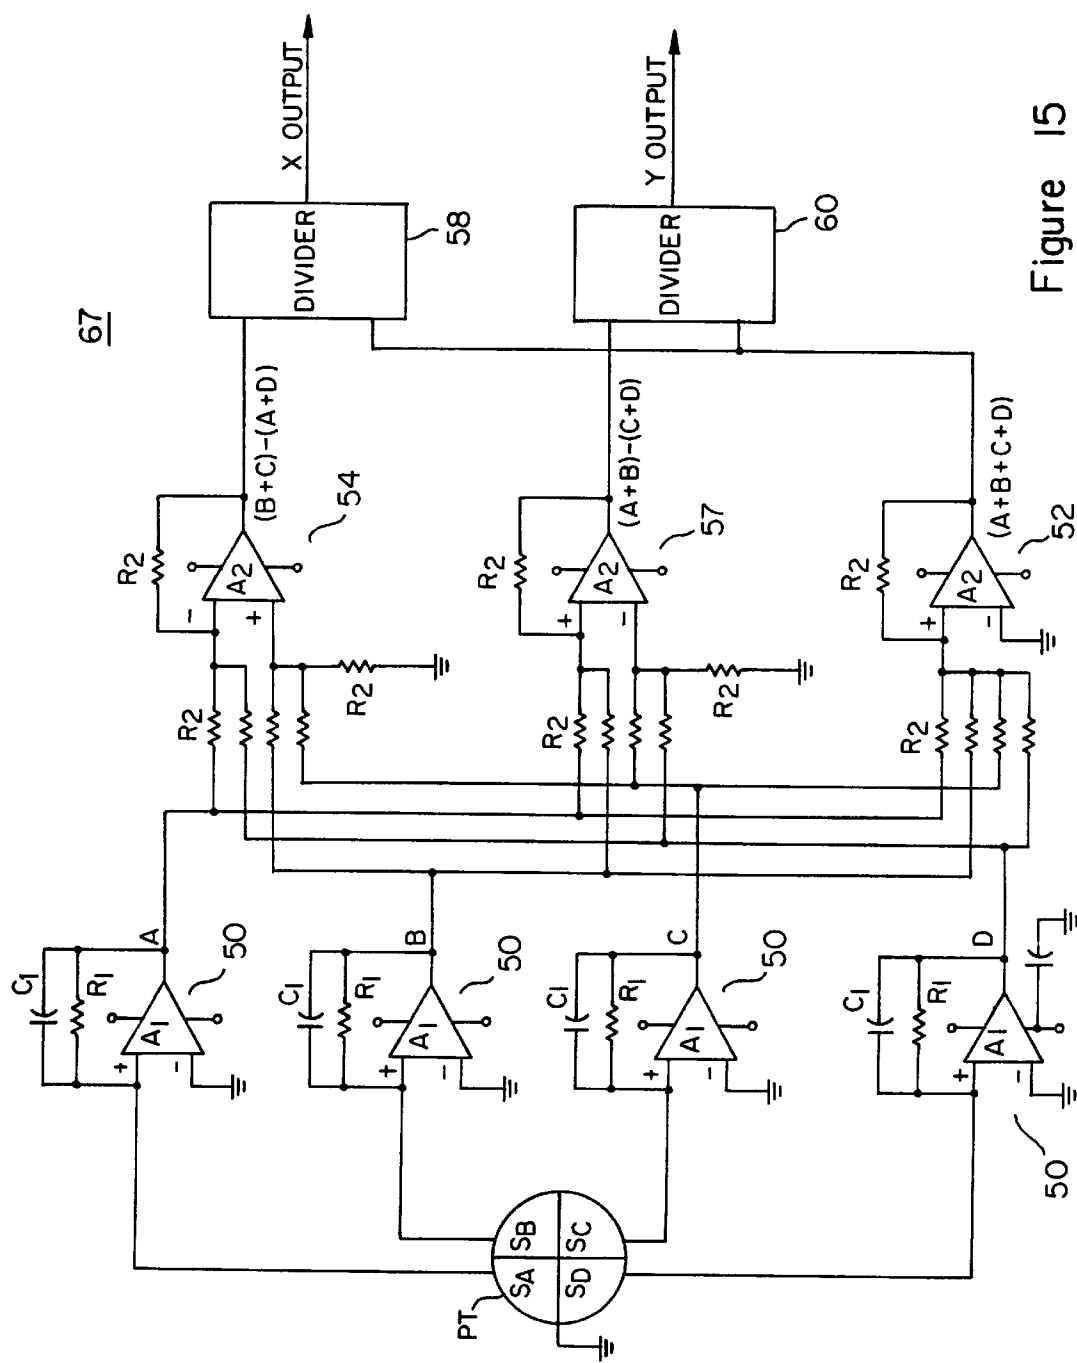 67
X OUTPUT
Y OUTPUT
DIVIDER
58
DIVIDER
60
(B+C)-(A+D)
(A+B)-(C+D)
(A+B+C+D)
R2
A2
-
+
54
R2
R2
R2
A2
+
-
57
R2
R2
R2
A2
+
-
52
R2
A
C1
R1
A1
+
-
50
B
C1
R1
A1
+
-
50
C
C1
R1
A1
+
-
50
D
C1
R1
A1
+
-
50
PT
SA
SB
SD
SC
Figure 15